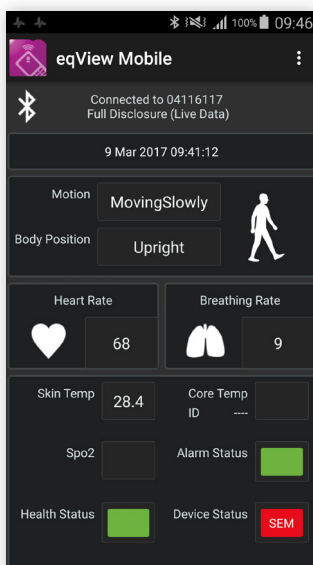 100% 09:46
eqView Mobile
Connected to 04116117
Full Disclosure (Live Data)
9 Mar 2017 09:41:12
Motion MovingSlowly
Body Position Upright
Heart Rate Breathing Rate
68 9
Skin Temp 28.4 Core Temp
ID ----
Spo2 Alarm Status
Health Status Device Status SEM